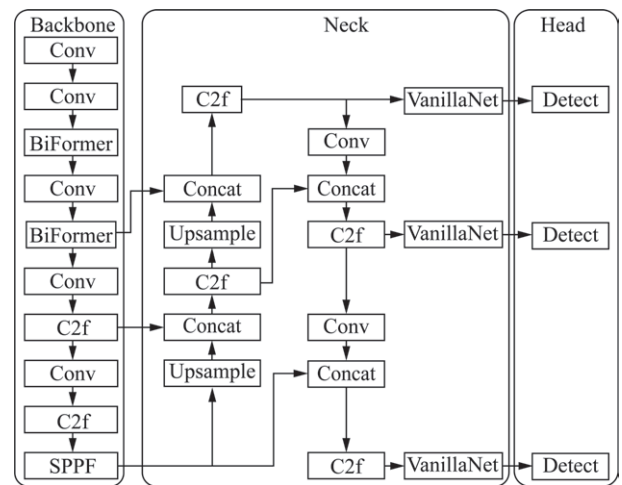 Backbone
Conv
Conv
BiFormer
Conv
BiFormer
Conv
C2f
Conv
C2f
SPPF
Neck
C2f
Concat
Upsample
C2f
Concat
Upsample
VanillaNet
Conv
Concat
C2f
VanillaNet
Conv
Concat
C2f
VanillaNet
Head
Detect
Detect
Detect